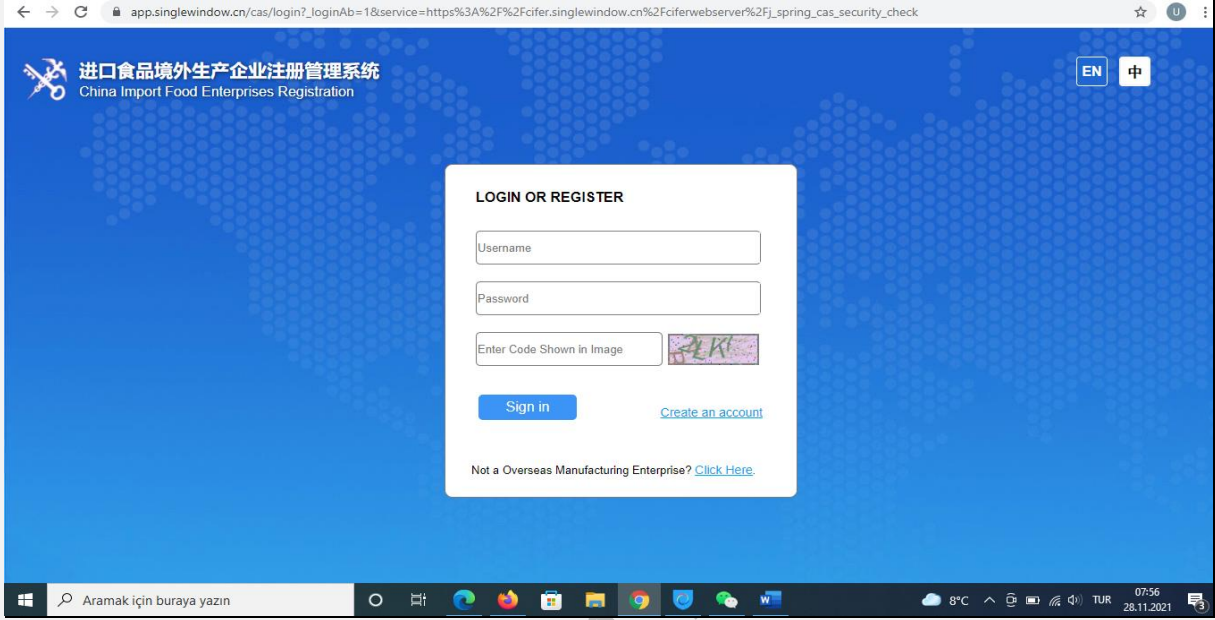 app.singlewindow.cn/cas/login?_loginAb=1&service=https%3A%2F%2Fcifer.singlewindow.cn%2Fciferwebserver%2Fj_spring_cas_security_check
U
进口食品境外生产企业注册管理系统
China Import Food Enterprises Registration
EN 中
LOGIN OR REGISTER
Username
Password
Enter Code Shown in Image
Sign in
Create an account
Not a Overseas Manufacturing Enterprise? Click Here.
Aramak için buraya yazın
8°C
TUR
07:56
28.11.2021
3